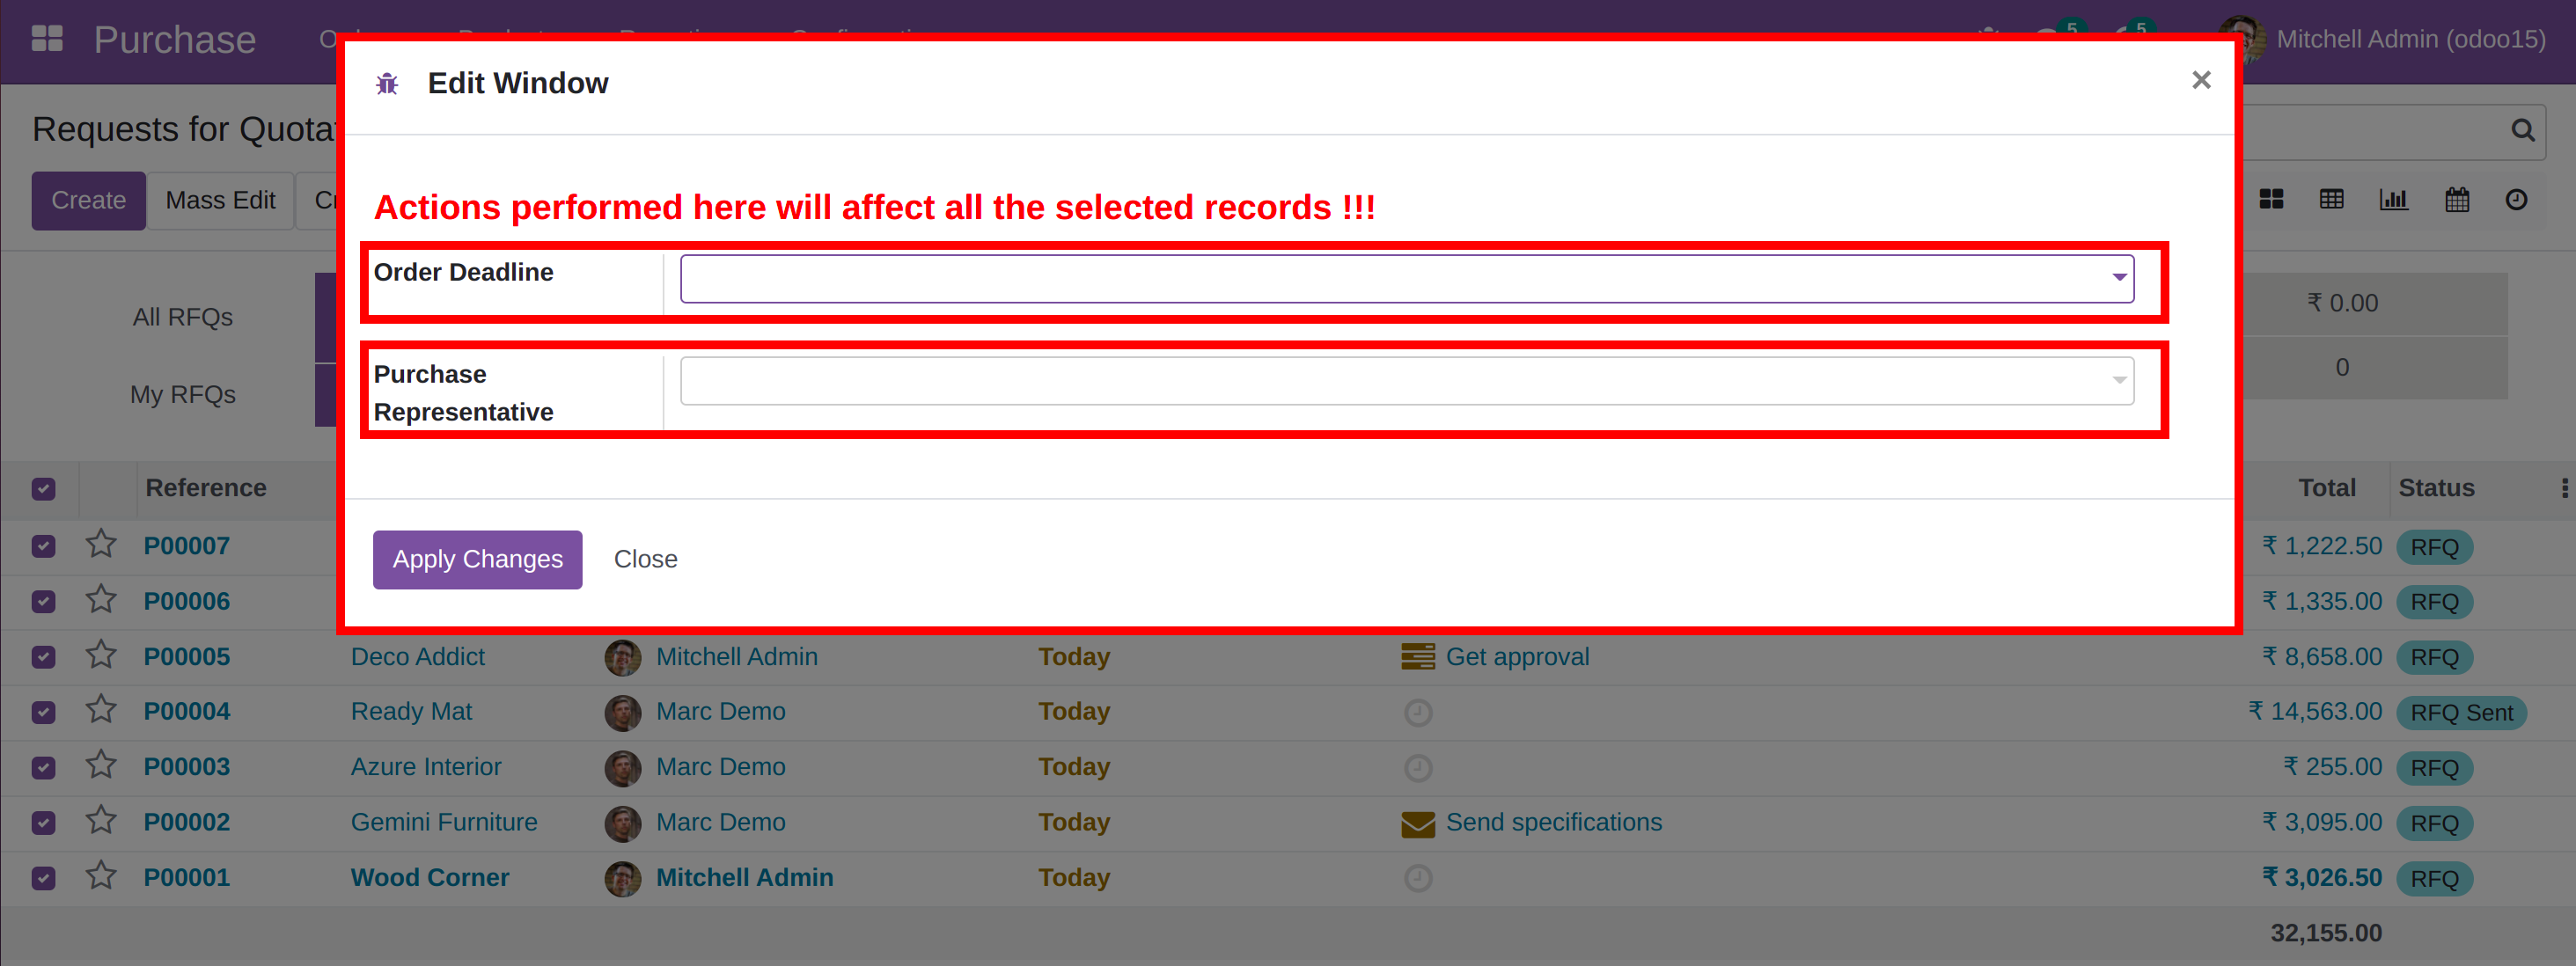 Purchase
5
5
Mitchell Admin (odoo15)
Edit Window
×
Requests for Quota
Create
Mass Edit
Actions performed here will affect all the selected records !!!
Order Deadline
All RFQs
₹ 0.00
Purchase
Representative
My RFQs
0
Reference
Total
Status
Apply Changes
Close
P00007
₹ 1,222.50
RFQ
P00006
₹ 1,335.00
RFQ
P00005
Deco Addict
Mitchell Admin
Today
Get approval
₹ 8,658.00
RFQ
P00004
Ready Mat
Marc Demo
Today
₹ 14,563.00
RFQ Sent
P00003
Azure Interior
Marc Demo
Today
₹ 255.00
RFQ
P00002
Gemini Furniture
Marc Demo
Today
Send specifications
₹ 3,095.00
RFQ
P00001
Wood Corner
Mitchell Admin
Today
₹ 3,026.50
RFQ
32,155.00